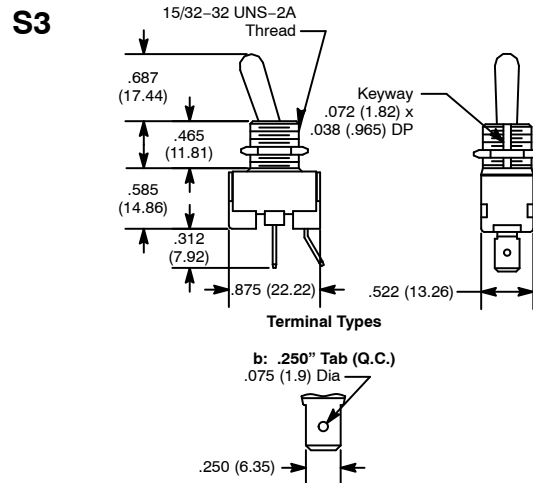 S3
15/32–32 UNS–2A
Thread
.687
(17.44)
.465
(11.81)
.585
(14.86)
.312
(7.92)
.875 (22.22)
Keyway
.072 (1.82) x
.038 (.965) DP
.522 (13.26)
Terminal Types
b: .250” Tab (Q.C.)
.075 (1.9) Dia
.250 (6.35)